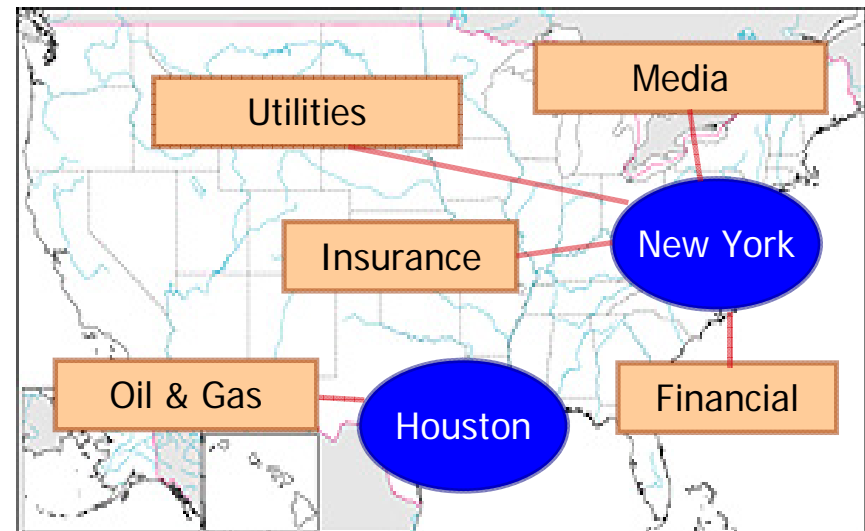 Media
Utilities
New York
Insurance
Oil & Gas
Financial
Houston